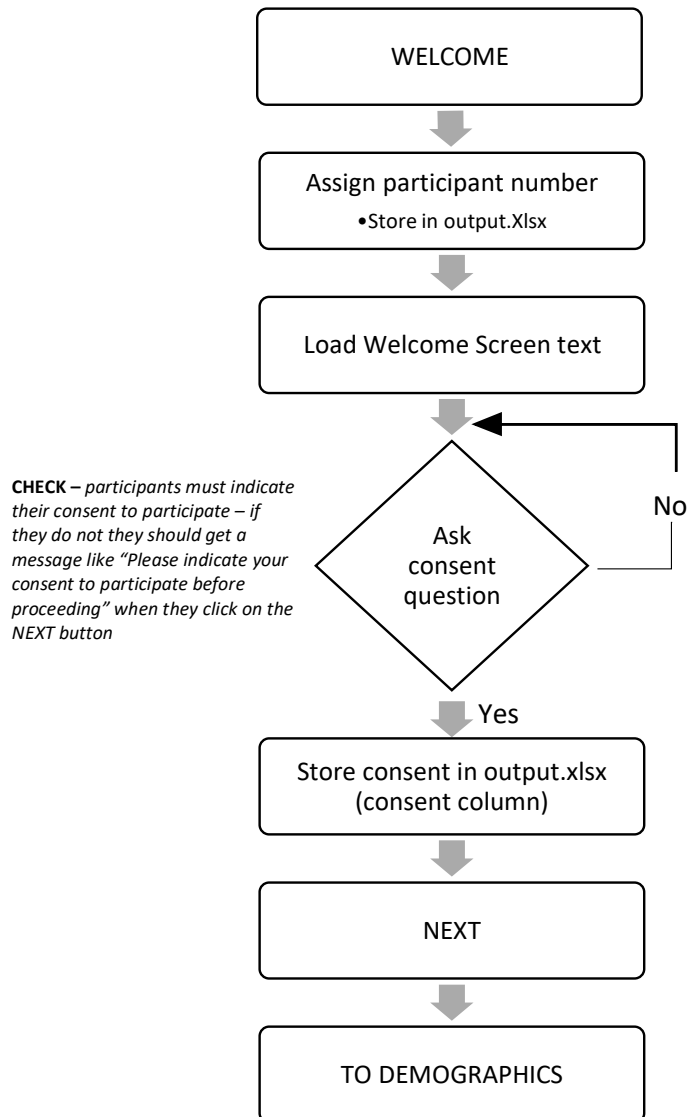 WELCOME
Assign participant number
•Store in output.Xlsx
Load Welcome Screen text
CHECK – participants must indicate
their consent to participate – if
they do not they should get a
message like “Please indicate your
consent to participate before
proceeding” when they click on the
NEXT button
Ask
consent
question
No
Yes
Store consent in output.xlsx
(consent column)
NEXT
TO DEMOGRAPHICS